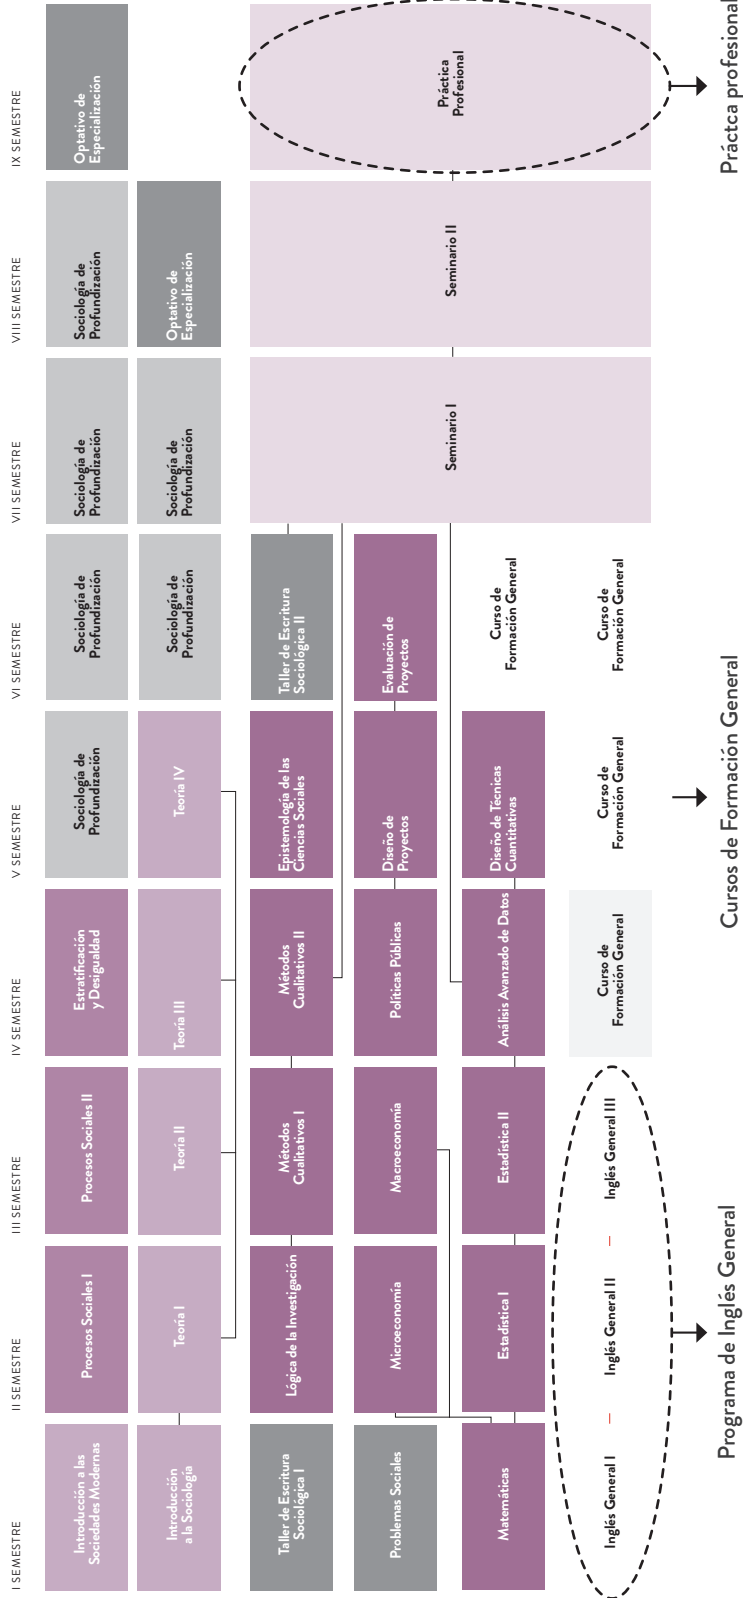 I SEMESTRE
II SEMESTRE
III SEMESTRE
IV SEMESTRE
V SEMESTRE
VI SEMESTRE
VII SEMESTRE
VIII SEMESTRE
IX SEMESTRE
Introducción a las
Sociedades Modernas
Procesos Sociales I
Procesos Sociales II
Estratificación
y Desigualdad
Sociología de
Profundización
Sociología de
Profundización
Sociología de
Profundización
Sociología de
Profundización
Optativo de
Especialización
Introducción
a la Sociología
Teoría I
Teoría II
Teoría III
Teoría IV
Sociología de
Profundización
Sociología de
Profundización
Optativo de
Especialización
Taller de Escritura
Sociológica I
Lógica de la Investigación
Métodos
Cualitativos I
Métodos
Cualitativos II
Epistemología de las
Ciencias Sociales
Taller de Escritura
Sociológica II
Seminario I
Seminario II
Práctica
Profesional
Problemas Sociales
Microeconomía
Macroeconomía
Políticas Públicas
Diseño de
Proyectos
Evaluación de
Proyectos
Matemáticas
Estadística I
Estadística II
Análisis Avanzado de Datos
Diseño de Técnicas
Cuantitativas
Curso de
Formación General
Inglés General I
Inglés General II
Inglés General III
Curso de
Formación General
Curso de
Formación General
Curso de
Formación General
Programa de Inglés General
Cursos de Formación General
Práctca profesional